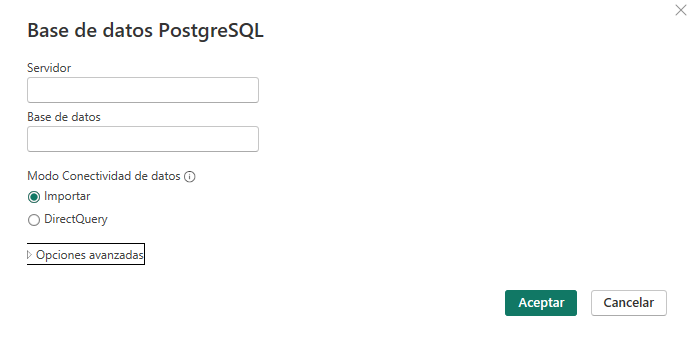 Base de datos PostgreSQL
Servidor
Base de datos
Modo Conectividad de datos
Importar
DirectQuery
Opciones avanzadas
Aceptar
Cancelar